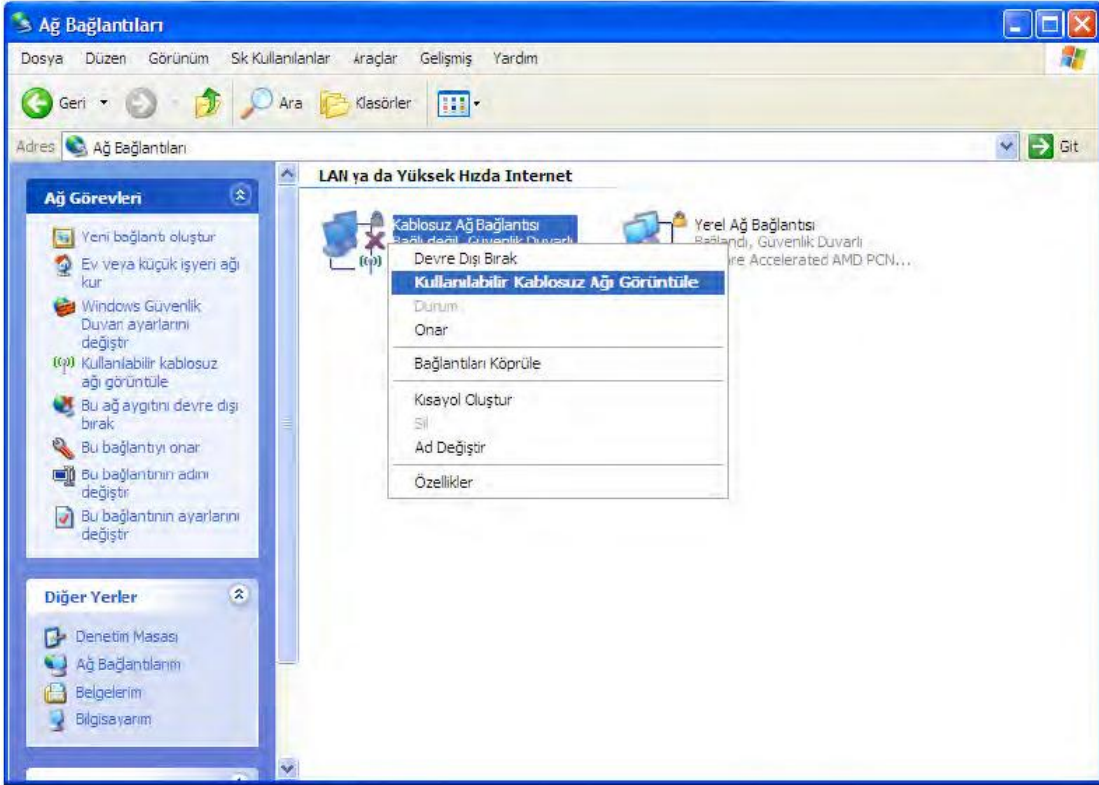 Ağ Bağlantıları
Dosya Düzen Görünüm Sık Kullanılanlar Araçlar Gelişmiş Yardım
Geri Ara Klasörler
Adres Ağ Bağlantıları Git
Ağ Görevleri
Yeni bağlantı oluştur
Ev veya küçük işyeri ağı
kur
Windows Güvenlik
Duvarı ayarlarını
değiştir
Kullanılabilir kablosuz
ağı görüntüle
Bu ağ aygıtını devre dışı
bırak
Bu bağlantıyı onar
Bu bağlantının adını
değiştir
Bu bağlantının ayarlarını
değiştir
Diğer Yerler
Denetim Masası
Ağ Bağlantılarım
Belgelerim
Bilgisayarım
LAN ya da Yüksek Hızda Internet
Kablosuz Ağ Bağlantısı
Bağlı değil, Güvenlik Duvarlı
Yerel Ağ Bağlantısı
Bağlandı, Güvenlik Duvarlı
re Accelerated AMD PCN...
Devre Dışı Bırak
Kullanılabilir Kablosuz Ağı Görüntüle
Durum
Onar
Bağlantıları Köprüle
Kısayol Oluştur
Sil
Ad Değiştir
Özellikler